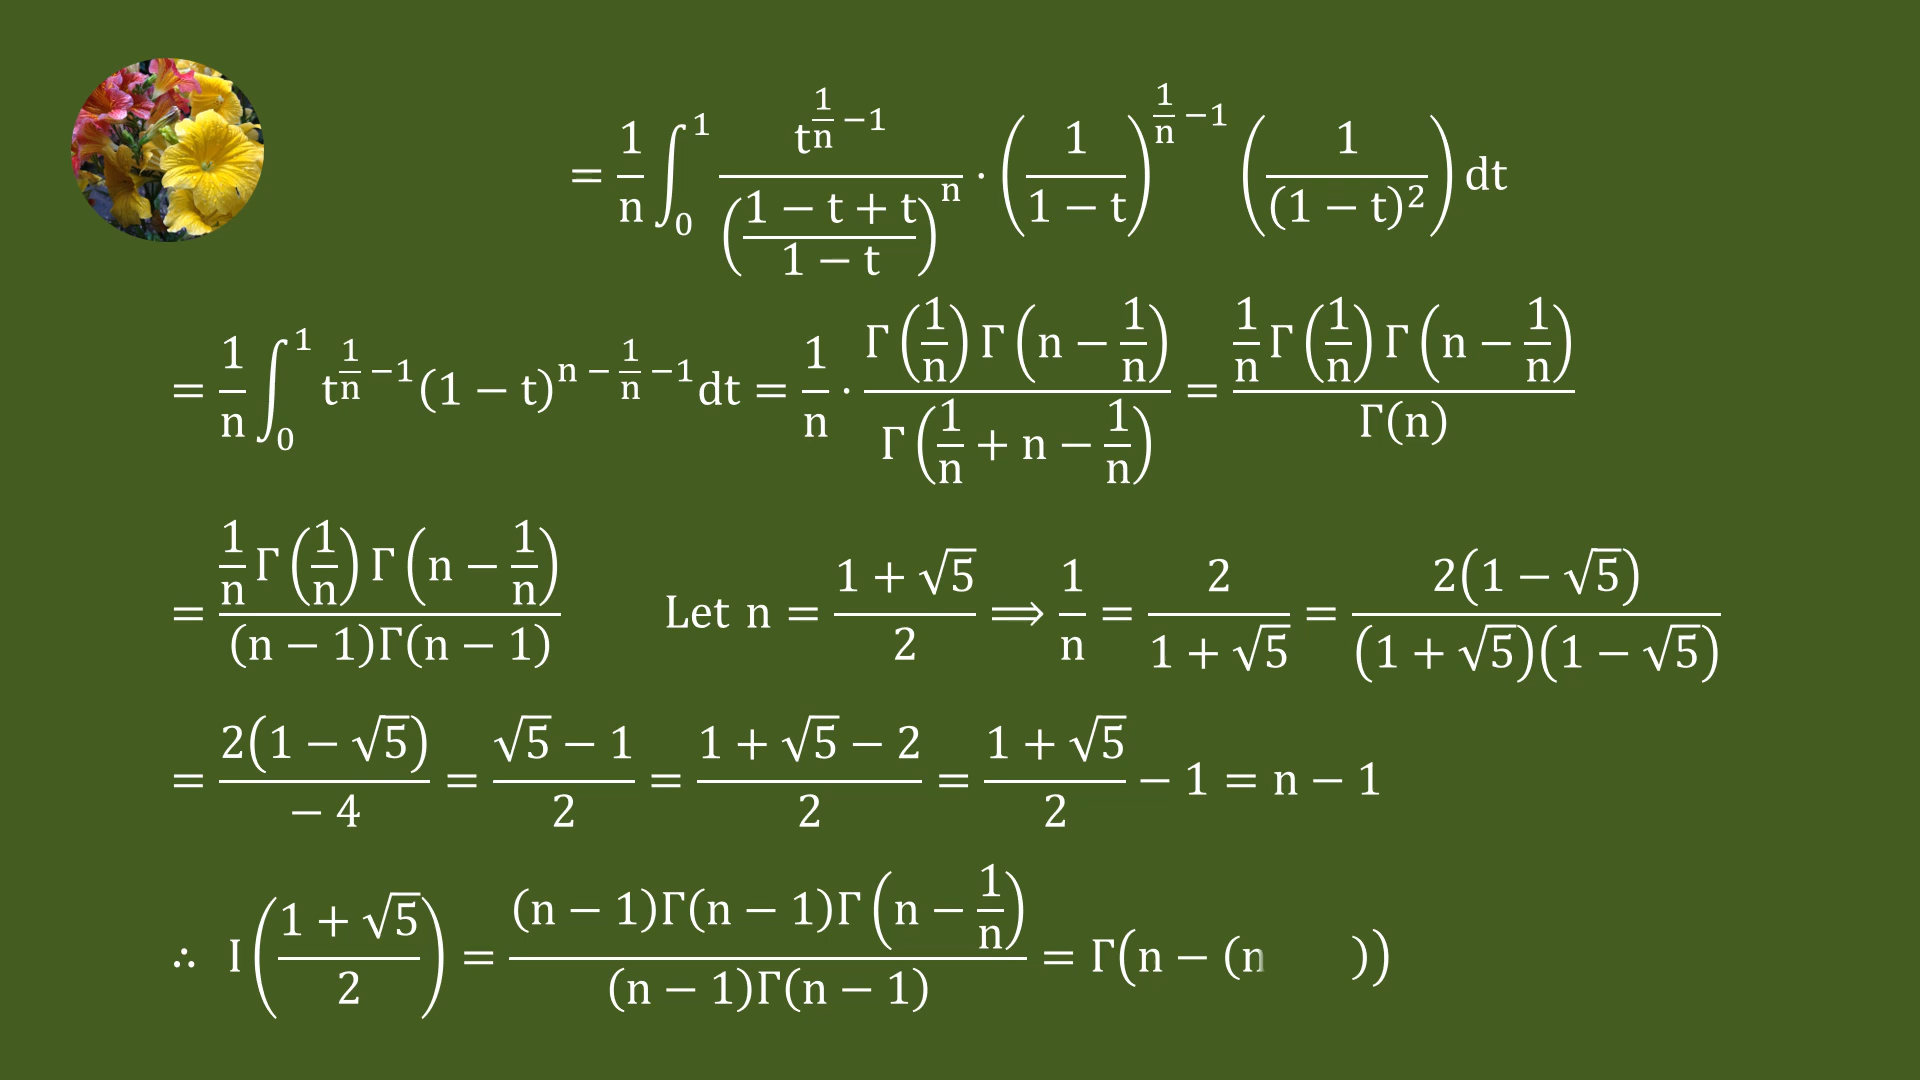 = 1/n ∫₀¹ t^(1/n −1) / ((1 − t + t)/(1 − t))^n · (1/(1 − t))^(1/n −1) (1/(1 − t)²) dt
= 1/n ∫₀¹ t^(1/n −1) (1 − t)^(n − 1/n −1) dt = 1/n · Γ(1/n) Γ(n − 1/n) / Γ(1/n + n − 1/n) = 1/n Γ(1/n) Γ(n − 1/n) / Γ(n)
= 1/n Γ(1/n) Γ(n − 1/n) / (n − 1)Γ(n − 1) Let n = (1 + √5)/2 ⟹ 1/n = 2/(1 + √5) = 2(1 − √5) / (1 + √5)(1 − √5)
= 2(1 − √5)/−4 = (√5 − 1)/2 = (1 + √5 − 2)/2 = (1 + √5)/2 − 1 = n − 1
∴ I((1 + √5)/2) = (n − 1)Γ(n − 1)Γ(n − 1/n) / (n − 1)Γ(n − 1) = Γ(n − (n ))